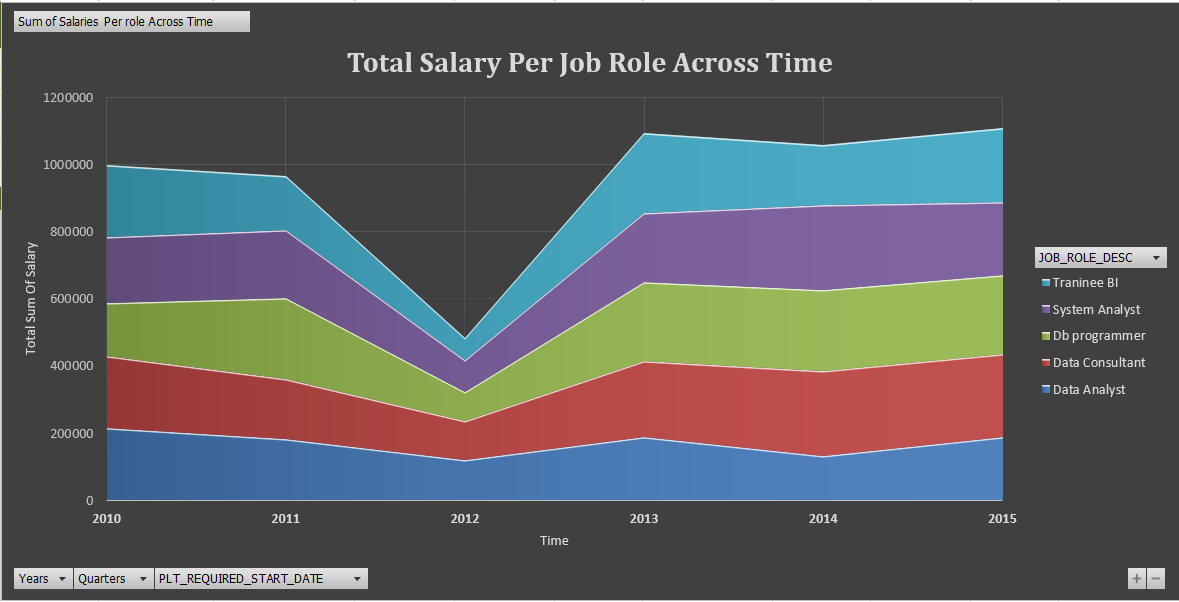 Sum of Salaries Per role Across Time
Total Salary Per Job Role Across Time
1200000
1000000
800000
600000
400000
200000
0
Total Sum Of Salary
2010 2011 2012 2013 2014 2015
Time
JOB_ROLE_DESC
Traninee BI
System Analyst
Db programmer
Data Consultant
Data Analyst
Years Quarters PLT_REQUIRED_START_DATE
+ −